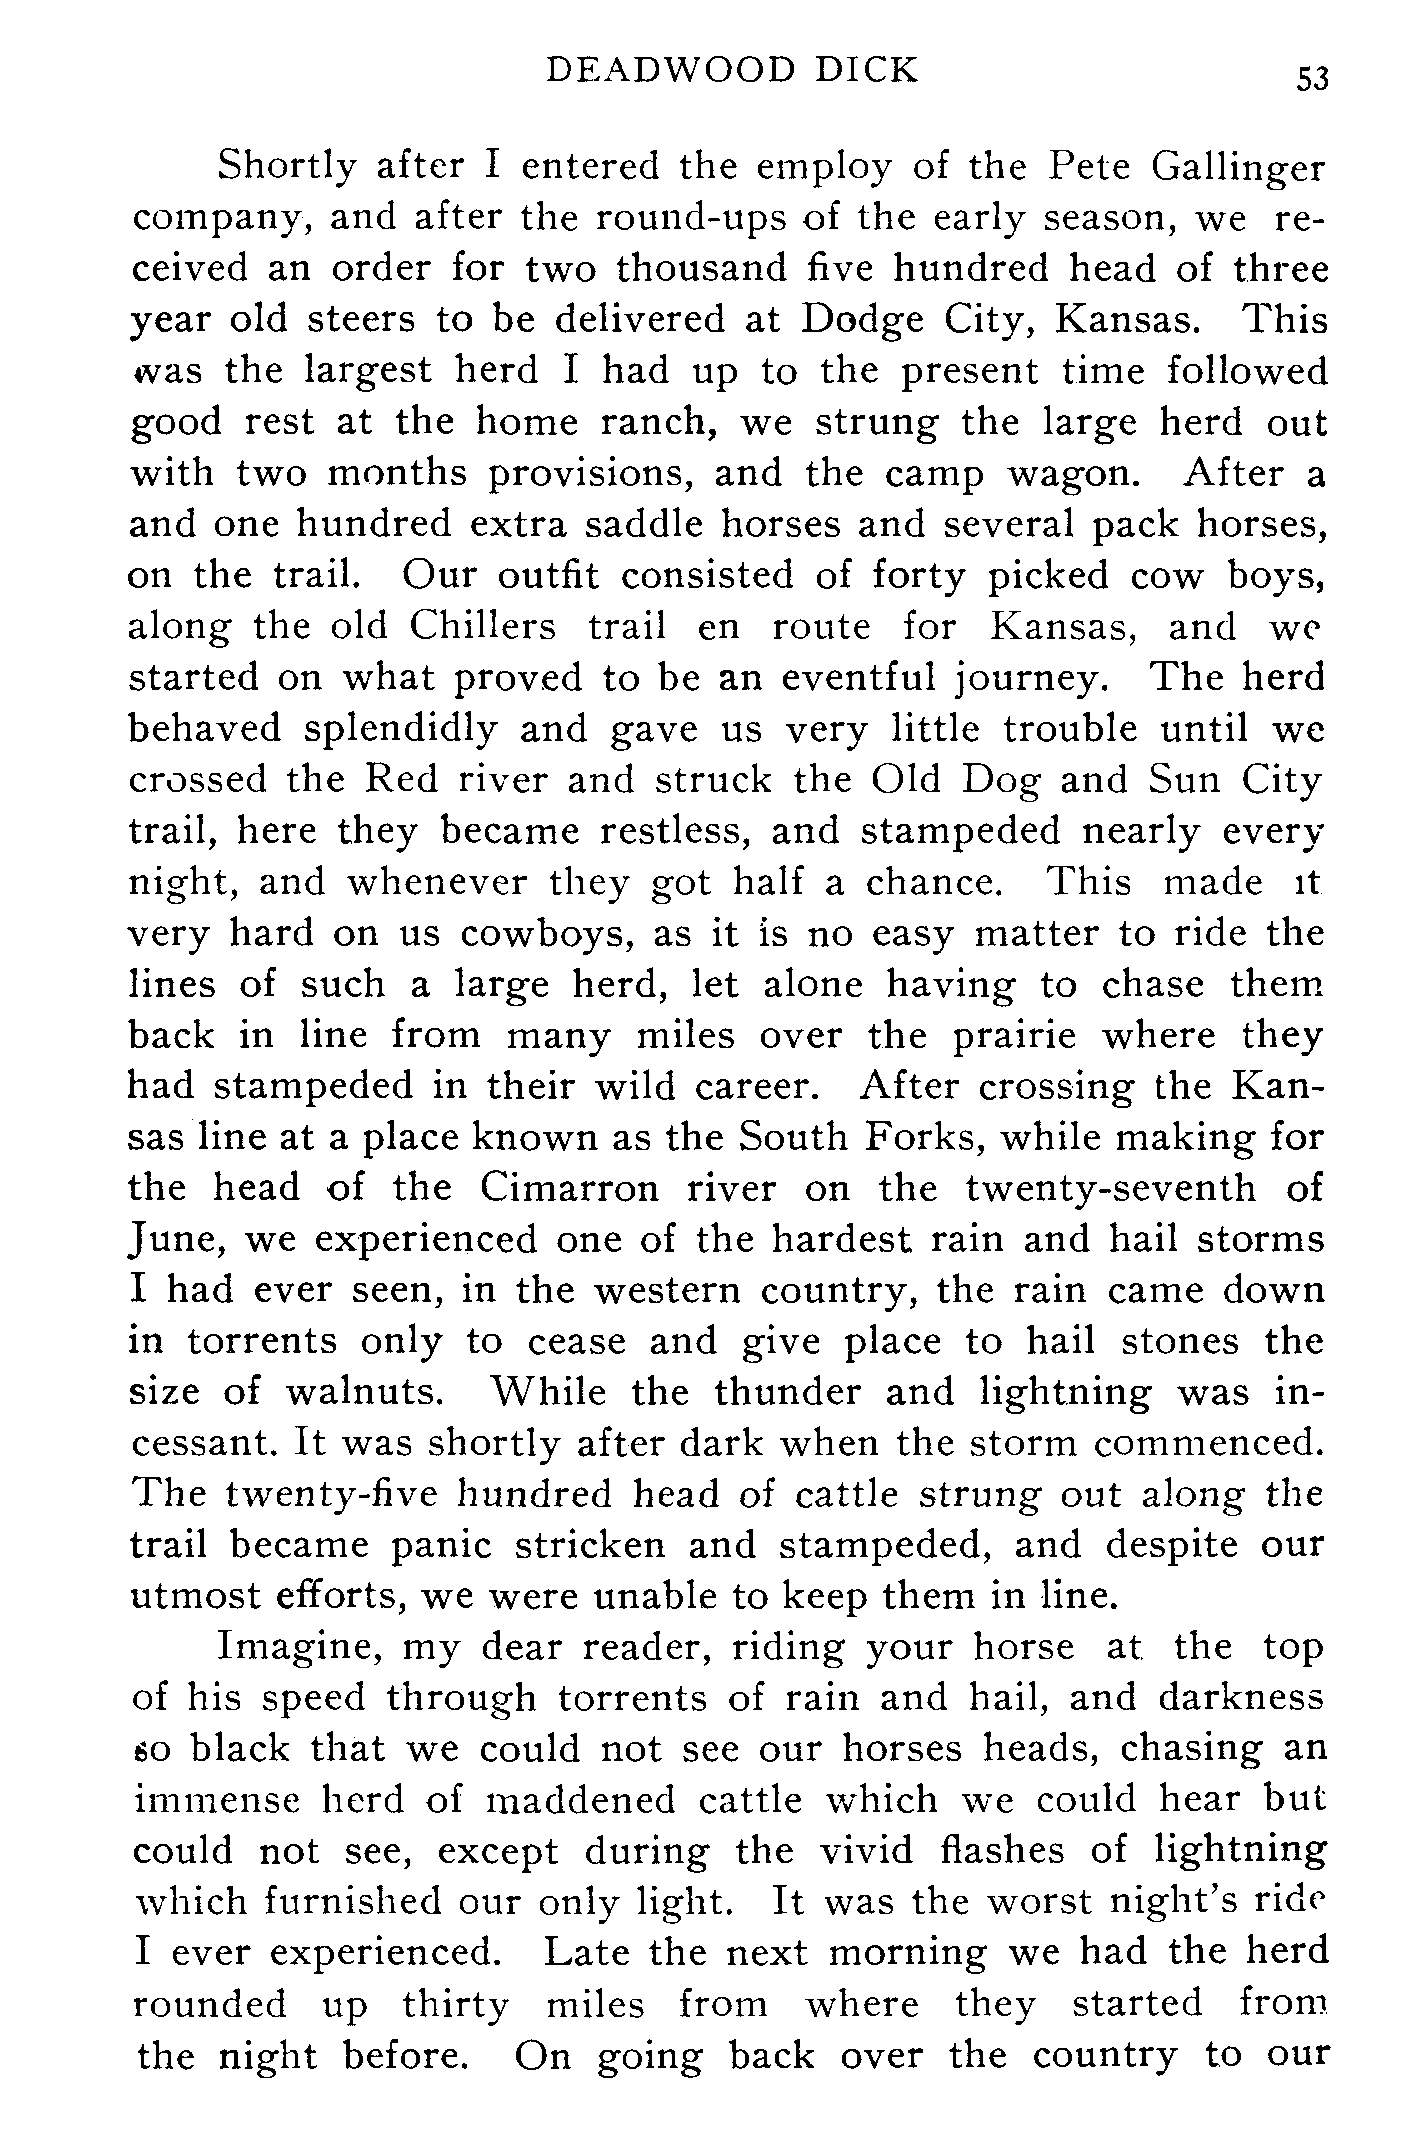 DEADWOOD DICK 53
Shortly after I entered the employ of the Pete Gallinger
company, and after the round-ups of the early season, we re-
ceived an order for two thousand five hundred head of three
year old steers to be delivered at Dodge City, Kansas. This
was the largest herd I had up to the present time followed
good rest at the home ranch, we strung the large herd out
with two months provisions, and the camp wagon. After a
and one hundred extra saddle horses and several pack horses,
on the trail. Our outfit consisted of forty picked cow boys,
along the old Chillers trail en route for Kansas, and we
started on what proved to be an eventful journey. The herd
behaved splendidly and gave us very little trouble until we
crossed the Red river and struck the Old Dog and Sun City
trail, here they became restless, and stampeded nearly every
night, and whenever they got half a chance. This made it
very hard on us cowboys, as it is no easy matter to ride the
lines of such a large herd, let alone having to chase them
back in line from many miles over the prairie where they
had stampeded in their wild career. After crossing the Kan-
sas line at a place known as the South Forks, while making for
the head of the Cimarron river on the twenty-seventh of
June, we experienced one of the hardest rain and hail storms
I had ever seen, in the western country, the rain came down
in torrents only to cease and give place to hail stones the
size of walnuts. While the thunder and lightning was in-
cessant. It was shortly after dark when the storm commenced.
The twenty-five hundred head of cattle strung out along the
trail became panic stricken and stampeded, and despite our
utmost efforts, we were unable to keep them in line.
Imagine, my dear reader, riding your horse at the top
of his speed through torrents of rain and hail, and darkness
so black that we could not see our horses heads, chasing an
immense herd of maddened cattle which we could hear but
could not see, except during the vivid flashes of lightning
which furnished our only light. It was the worst night's ride
I ever experienced. Late the next morning we had the herd
rounded up thirty miles from where they started from
the night before. On going back over the country to our